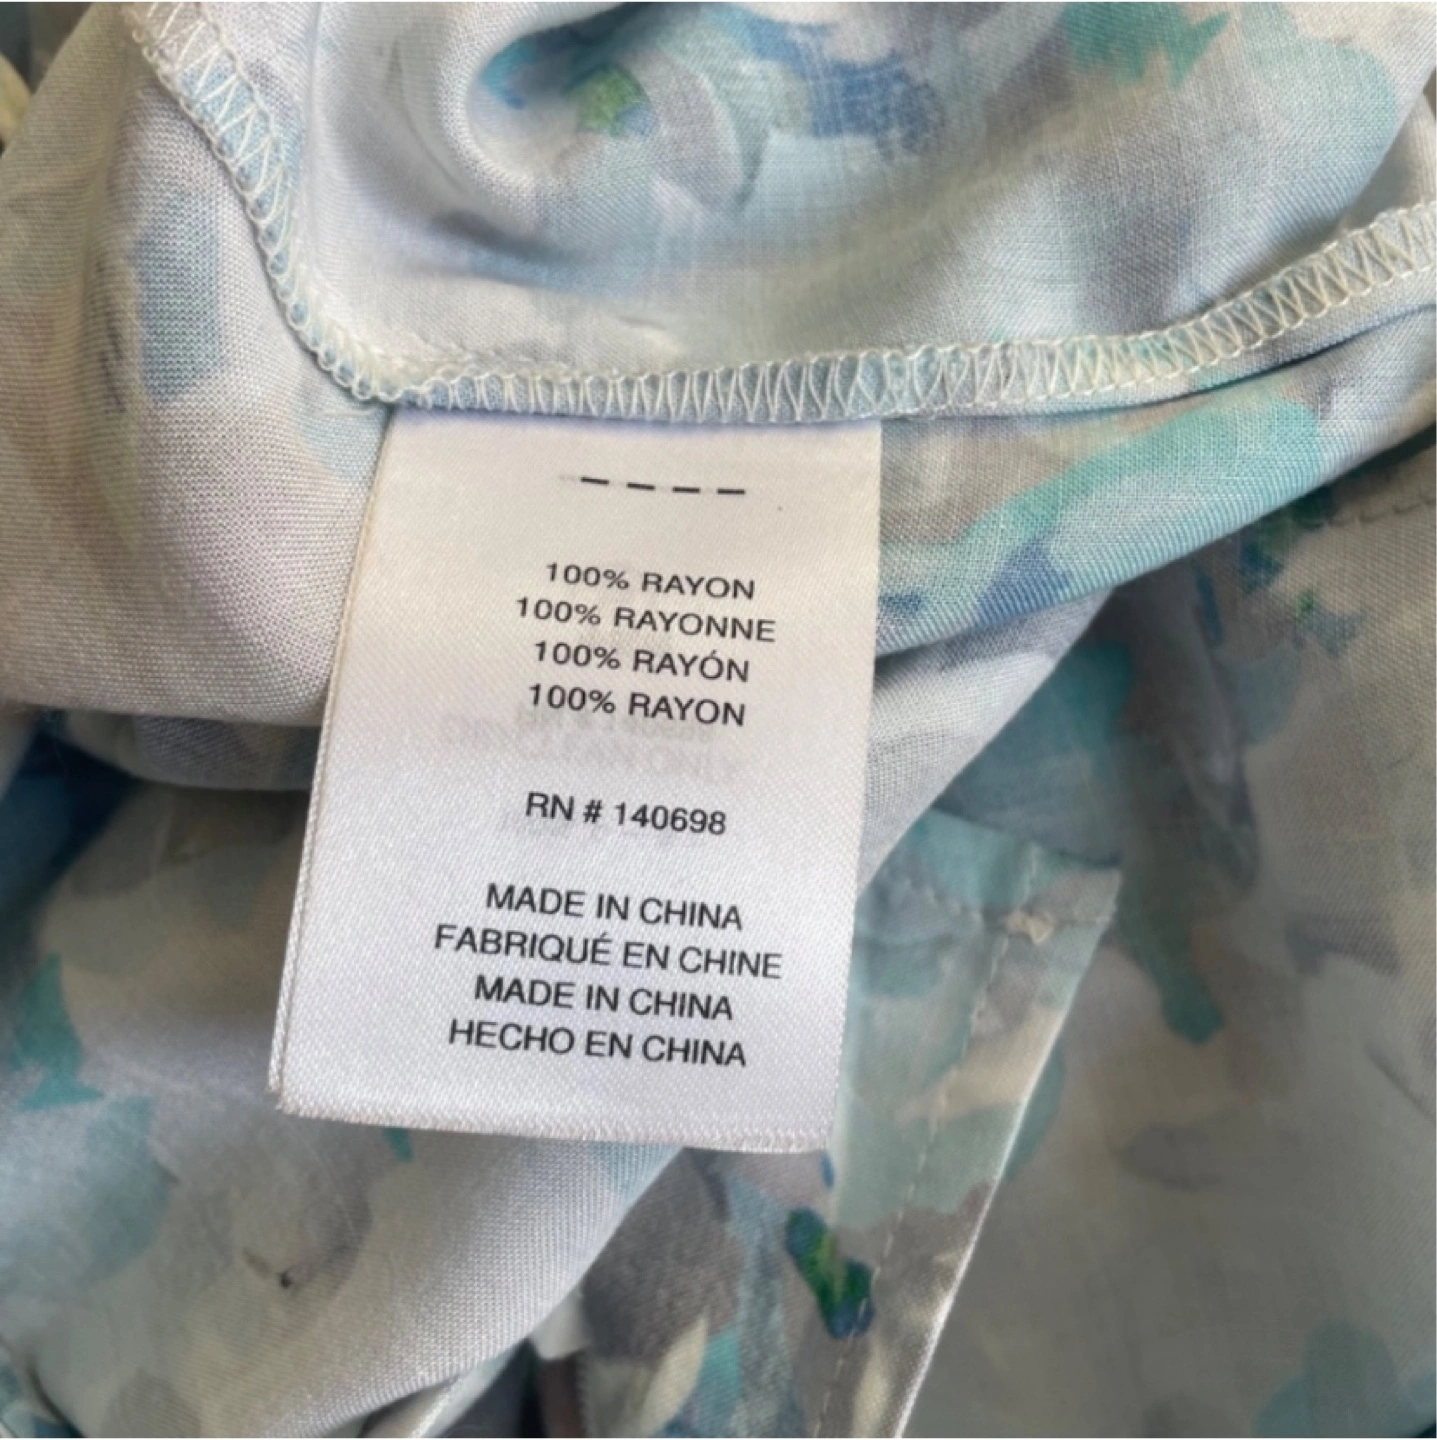 100% RAYON
100% RAYONNE
100% RAYÓN
100% RAYON
RN # 140698
MADE IN CHINA
FABRIQUÉ EN CHINE
MADE IN CHINA
HECHO EN CHINA